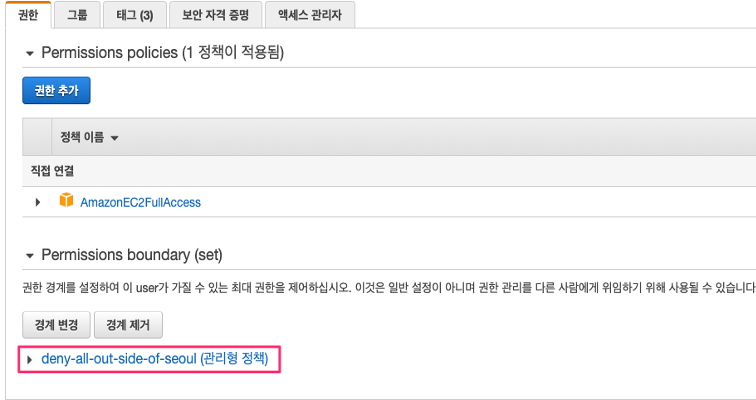 권한 그룹 태그 (3) 보안 자격 증명 액세스 관리자
Permissions policies (1 정책이 적용됨)
권한 추가
정책 이름
직접 연결
AmazonEC2FullAccess
Permissions boundary (set)
권한 경계를 설정하여 이 user가 가질 수 있는 최대 권한을 제어하십시오. 이것은 일반 설정이 아니며 권한 관리를 다른 사람에게 위임하기 위해 사용될 수 있습니다
경계 변경 경계 제거
deny-all-out-side-of-seoul (관리형 정책)